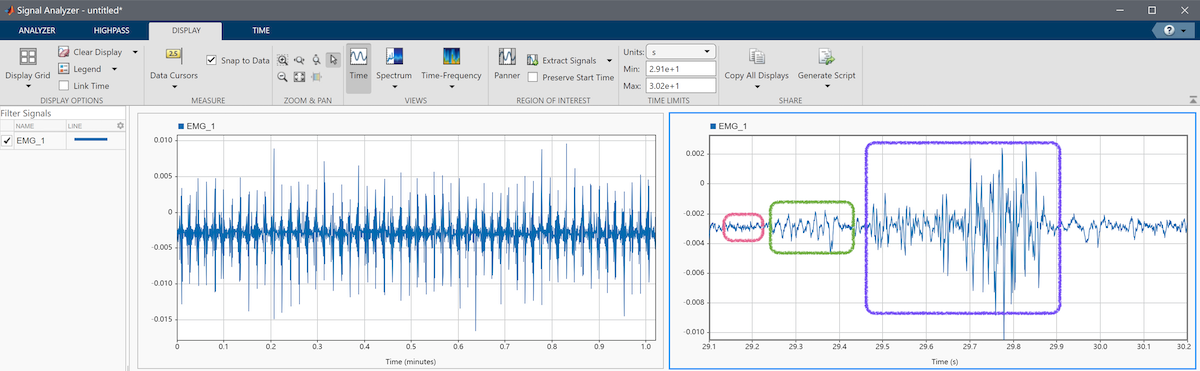 Signal Analyzer - untitled*
ANALYZER HIGHPASS DISPLAY TIME
?
Display Grid
Clear Display
Legend
Link Time
DISPLAY OPTIONS
2.5
Data Cursors
Snap to Data
MEASURE
ZOOM & PAN
Time
Spectrum
Time-Frequency
VIEWS
Panner
Extract Signals
Preserve Start Time
REGION OF INTEREST
Units: s
Min: 2.91e+1
Max: 3.02e+1
TIME LIMITS
Copy All Displays
Generate Script
SHARE
Filter Signals
NAME LINE
EMG_1
EMG_1
0.010
0.005
0
-0.005
-0.010
-0.015
0 0.1 0.2 0.3 0.4 0.5 0.6 0.7 0.8 0.9 1.0
Time (minutes)
EMG_1
0.002
0
-0.002
-0.004
-0.006
-0.008
-0.010
29.1 29.2 29.3 29.4 29.5 29.6 29.7 29.8 29.9 30.0 30.1 30.2
Time (s)